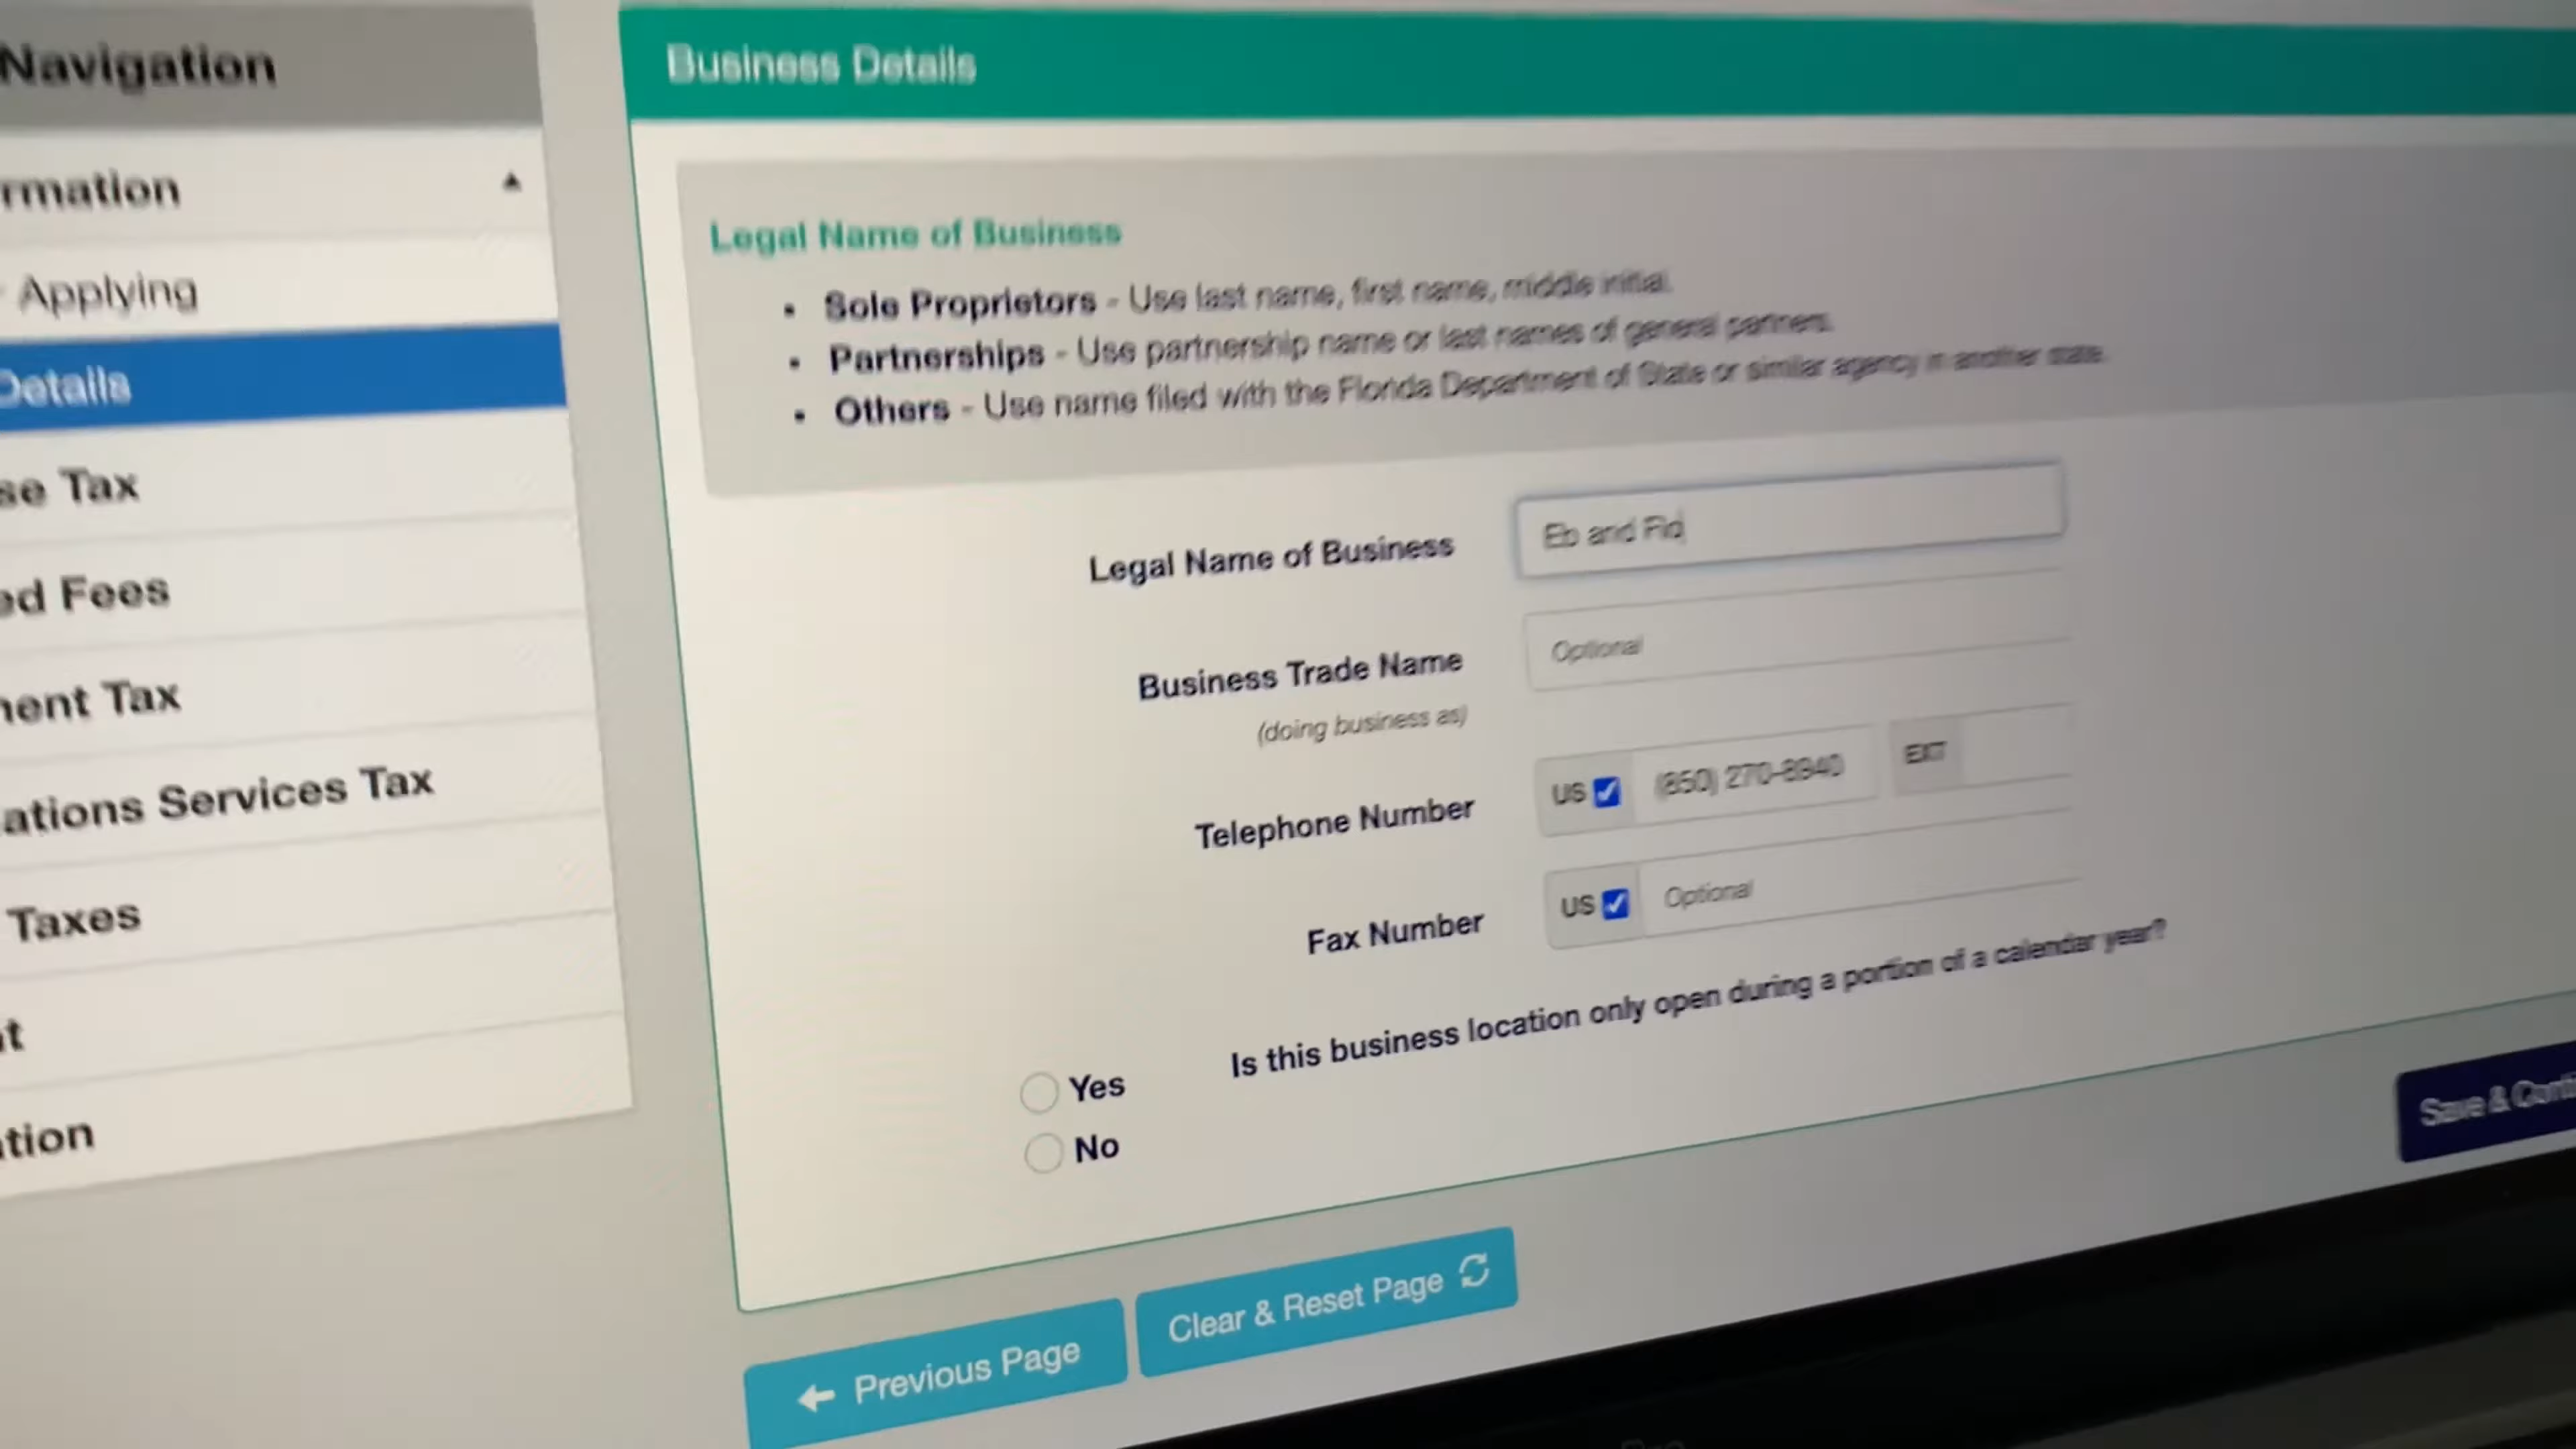 Navigation
rmation
Applying
Details
se Tax
ed Fees
ent Tax
ations Services Tax
Taxes
t
tion
Business Details
Legal Name of Business
• Sole Proprietors - Use last name, first name, middle initial.
• Partnerships - Use partnership name or last names of general partners.
• Others - Use name filed with the Florida Department of State or similar agency in another state.
Legal Name of Business
Eb and Flo
Business Trade Name
Optional
(doing business as)
Telephone Number
US (850) 270-8940 EXT
Fax Number
US Optional
Is this business location only open during a portion of a calendar year?
Yes
No
Save & Conti
Previous Page
Clear & Reset Page